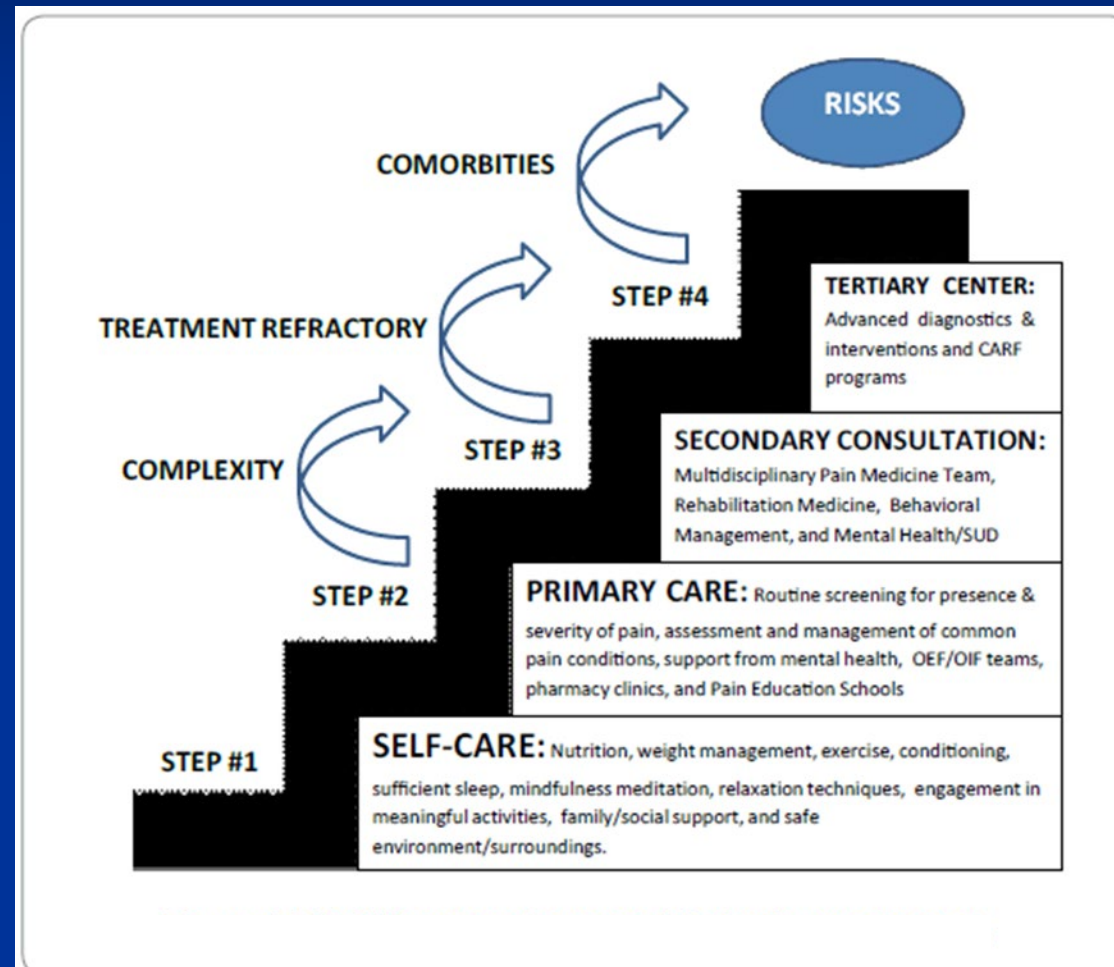 RISKS
COMORBITIES
STEP #4
TERTIARY CENTER:
Advanced diagnostics &
interventions and CARF
programs
TREATMENT REFRACTORY
STEP #3
SECONDARY CONSULTATION:
Multidisciplinary Pain Medicine Team,
Rehabilitation Medicine, Behavioral
Management, and Mental Health/SUD
COMPLEXITY
STEP #2
PRIMARY CARE: Routine screening for presence &
severity of pain, assessment and management of common
pain conditions, support from mental health, OEF/OIF teams,
pharmacy clinics, and Pain Education Schools
STEP #1
SELF-CARE: Nutrition, weight management, exercise, conditioning,
sufficient sleep, mindfulness meditation, relaxation techniques, engagement in
meaningful activities, family/social support, and safe
environment/surroundings.